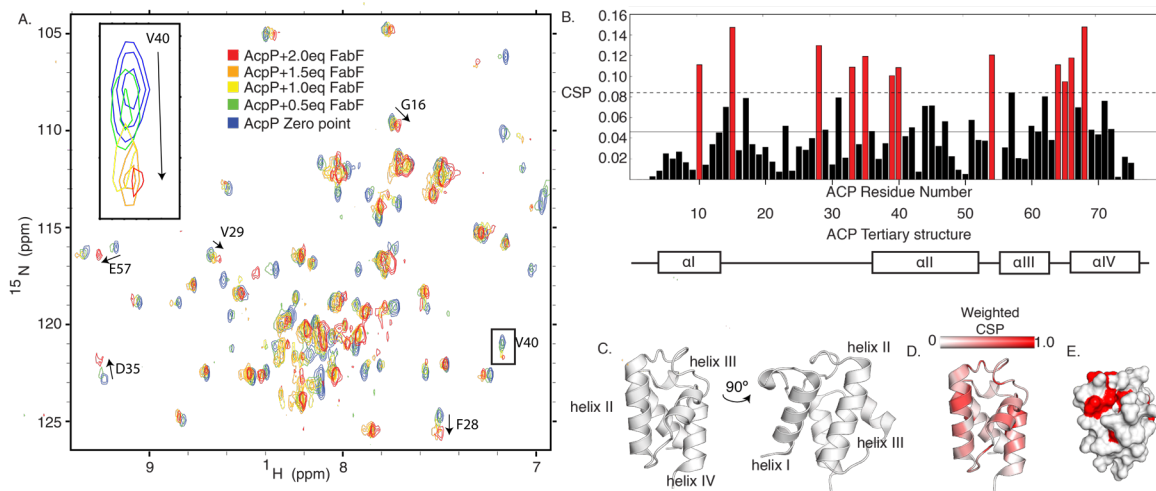 A.
V40
105
110
115
120
125
15N (ppm)
9
8
7
1H (ppm)
AcpP+2.0eq FabF
AcpP+1.5eq FabF
AcpP+1.0eq FabF
AcpP+0.5eq FabF
AcpP Zero point
G16
V29
E57
D35
V40
F28
B.
0.16
0.14
0.12
0.10
CSP
0.08
0.06
0.04
0.02
10 20 30 40 50 60 70
ACP Residue Number
ACP Tertiary structure
αI αII αIII αIV
C.
helix III
helix II
helix IV
90º
helix II
helix III
helix I
D.
Weighted
CSP
0 1.0
E.